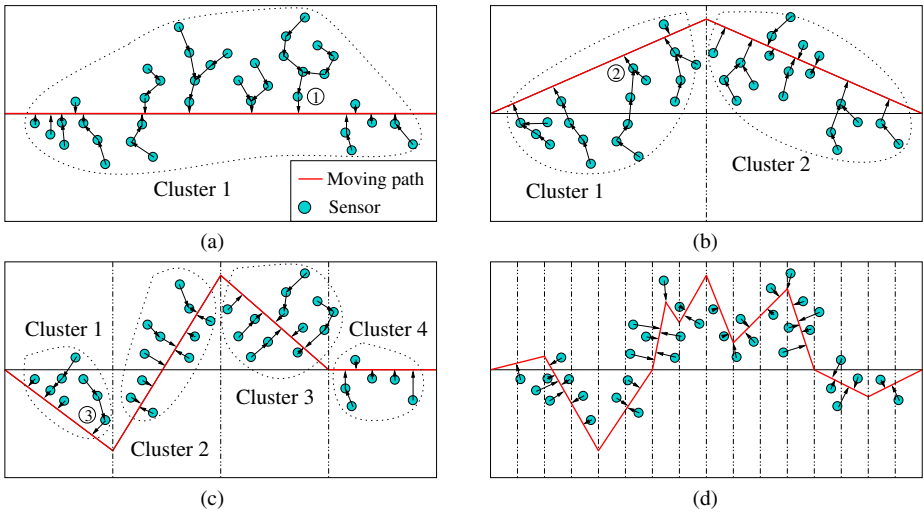 ①
Cluster 1
Moving path
Sensor
(a)
②
Cluster 1
Cluster 2
(b)
Cluster 1
Cluster 4
③
Cluster 3
Cluster 2
(c)
(d)